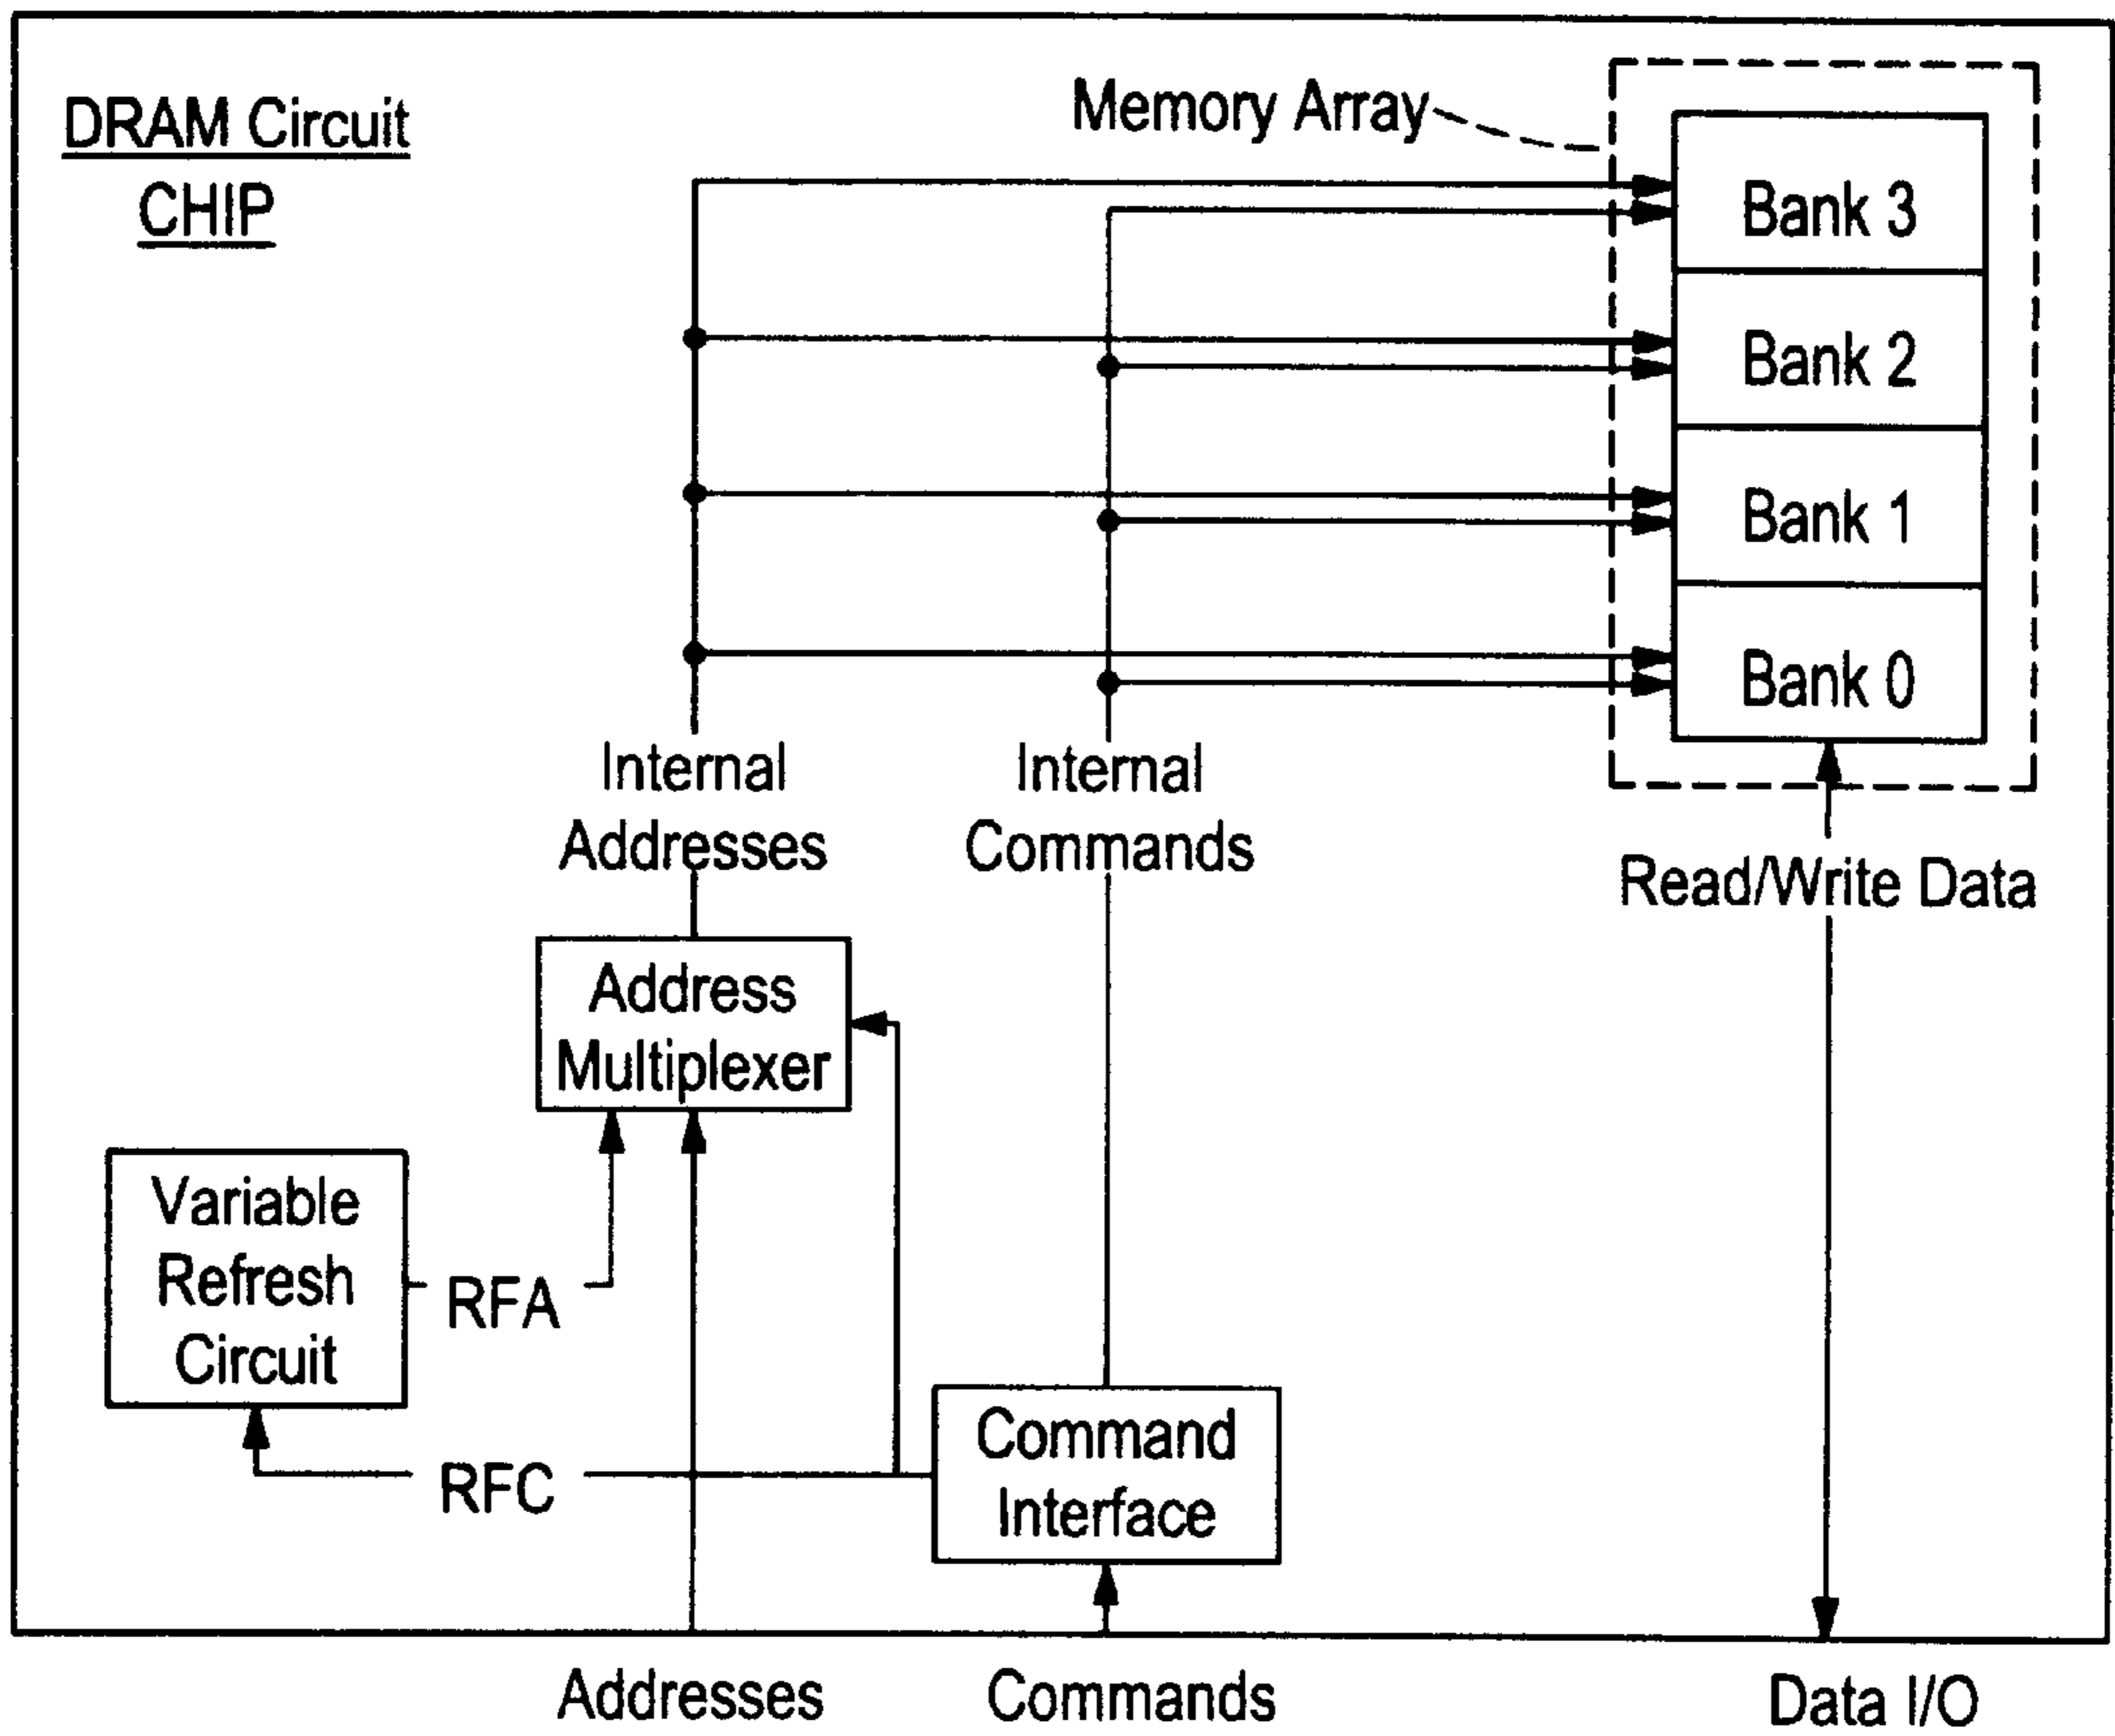 DRAM Circuit
CHIP
Memory Array
Bank 3
Bank 2
Bank 1
Bank 0
Internal
Addresses
Internal
Commands
Read/Write Data
Address
Multiplexer
Variable
Refresh
Circuit
RFA
RFC
Command
Interface
Addresses
Commands
Data I/O